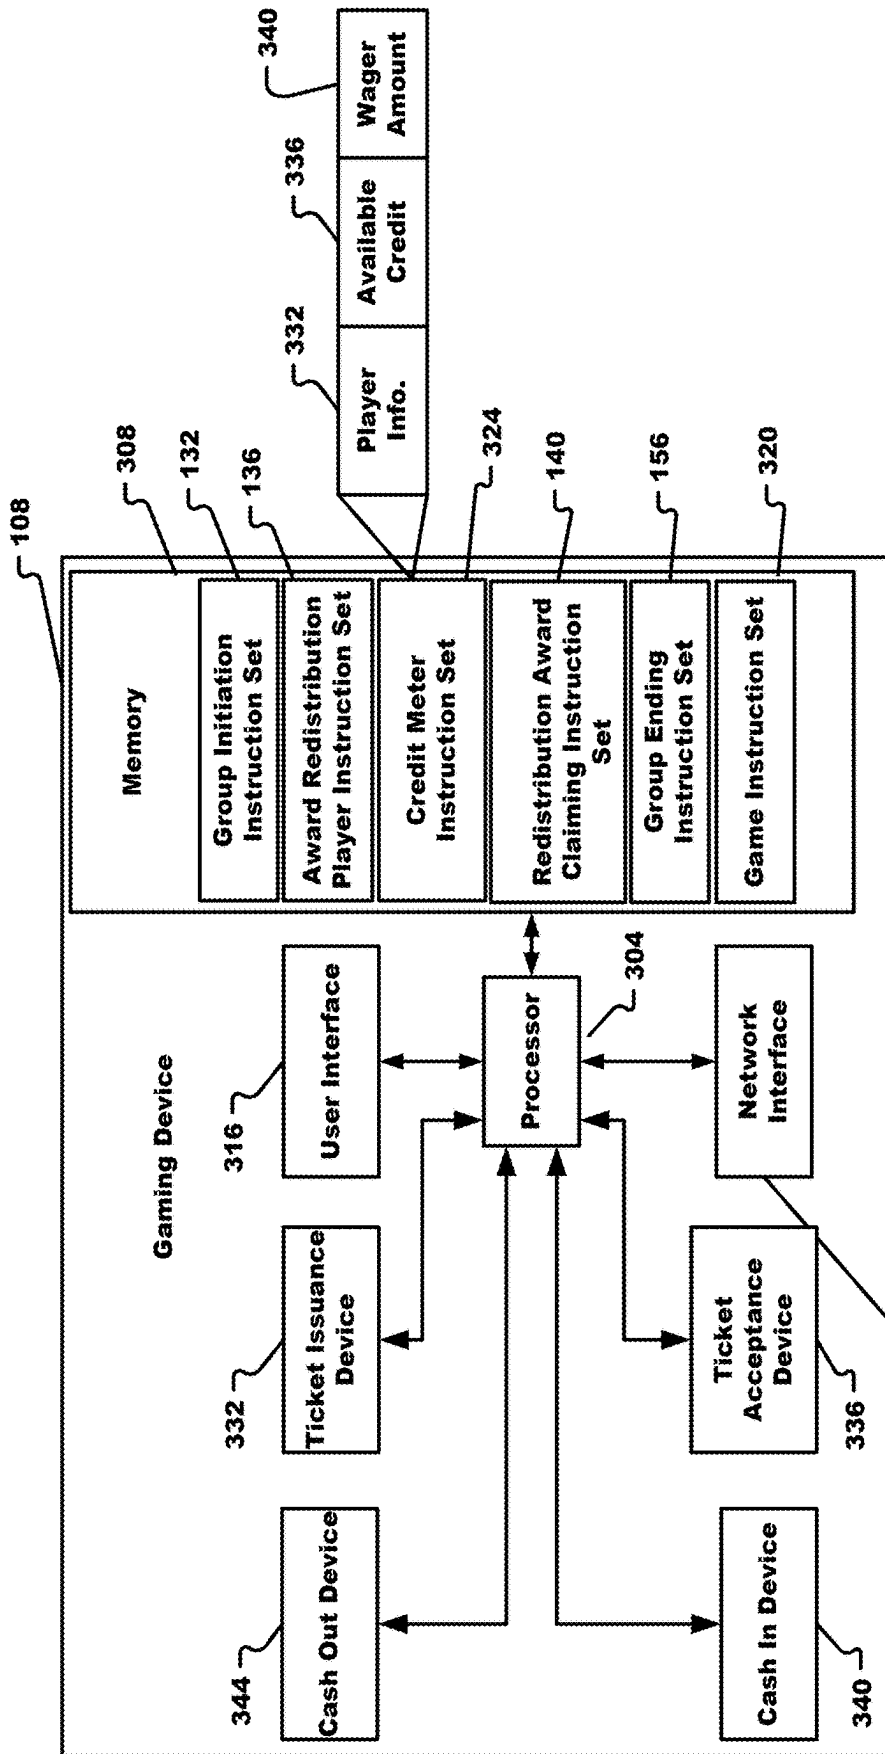 108
Gaming Device
Memory
308
Group Initiation
Instruction Set
132
Award Redistribution
Player Instruction Set
136
Credit Meter
Instruction Set
324
Redistribution Award
Claiming Instruction
Set
140
Group Ending
Instruction Set
156
Game Instruction Set
320
Player
Info.
332
Available
Credit
336
Wager
Amount
340
344
Cash Out Device
332
Ticket Issuance
Device
316
User Interface
Processor
304
Cash In Device
340
Ticket
Acceptance
Device
336
Network
Interface